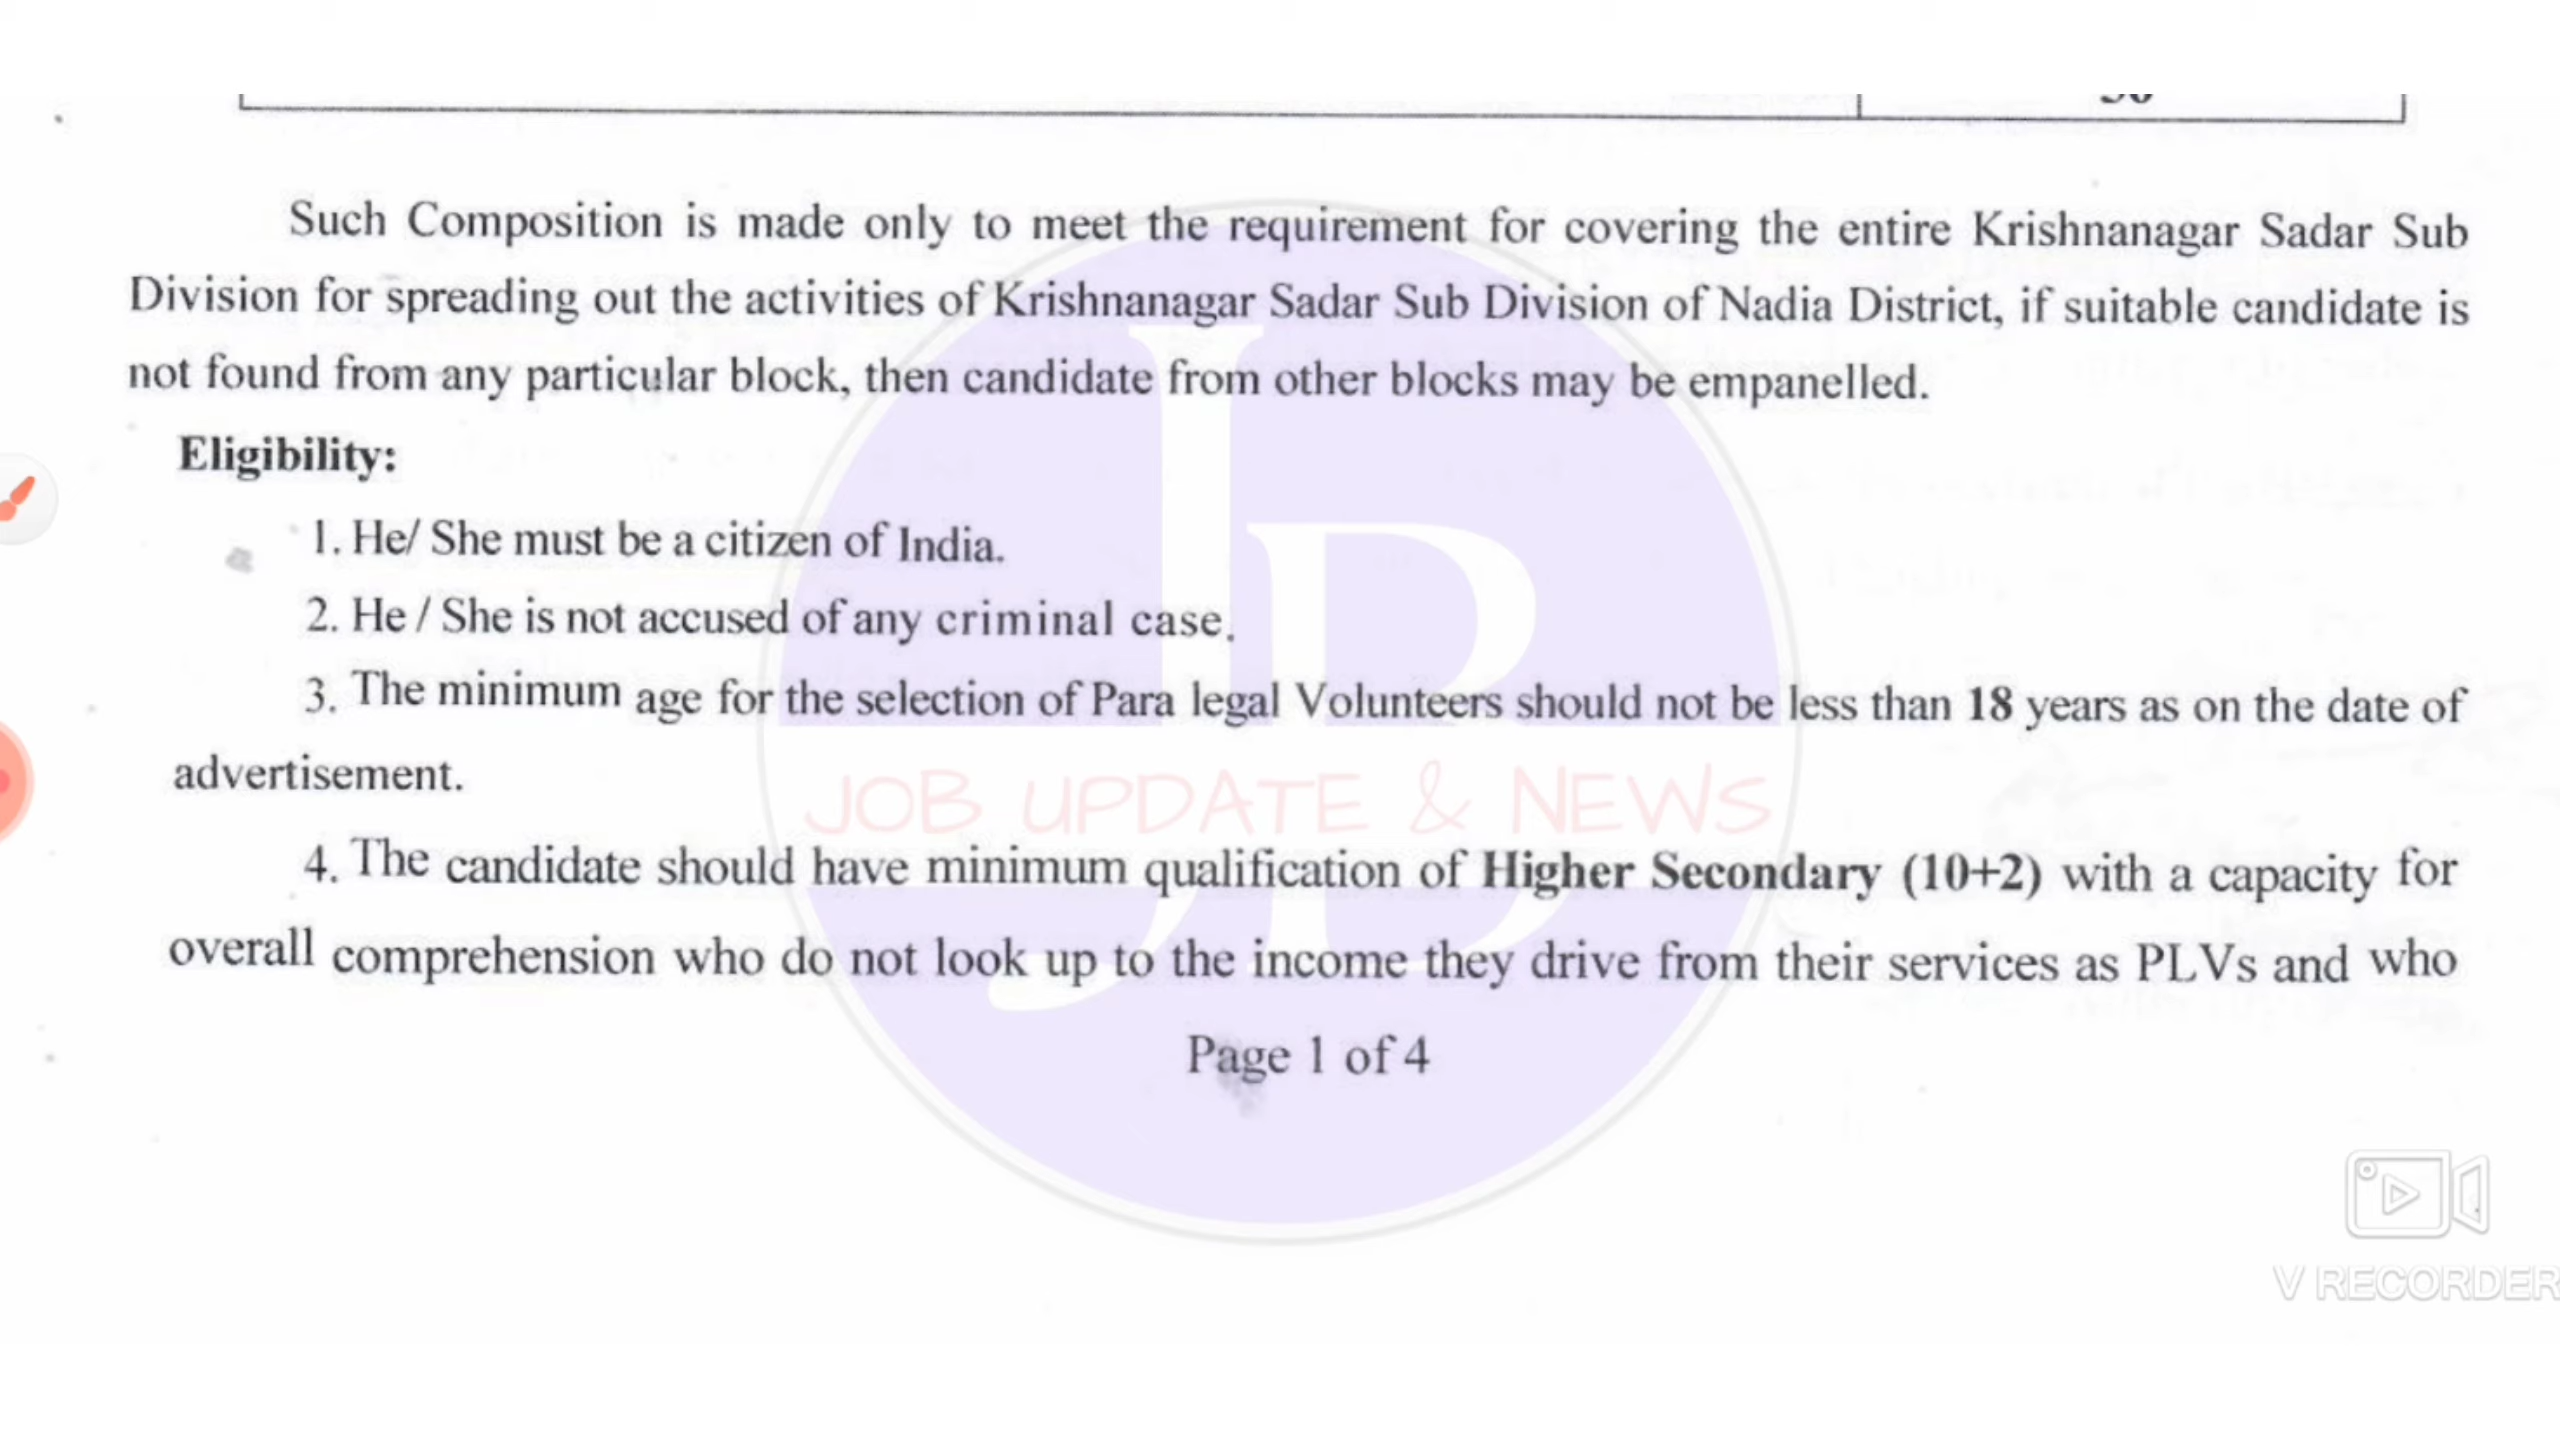 Such Composition is made only to meet the requirement for covering the entire Krishnanagar Sadar Sub
Division for spreading out the activities of Krishnanagar Sadar Sub Division of Nadia District, if suitable candidate is
not found from any particular block, then candidate from other blocks may be empanelled.
Eligibility:
1. He/ She must be a citizen of India.
2. He / She is not accused of any criminal case.
3. The minimum age for the selection of Para legal Volunteers should not be less than 18 years as on the date of
advertisement.
JOB UPDATE & NEWS
4. The candidate should have minimum qualification of Higher Secondary (10+2) with a capacity for
overall comprehension who do not look up to the income they drive from their services as PLVs and who
Page 1 of 4
V RECORDER